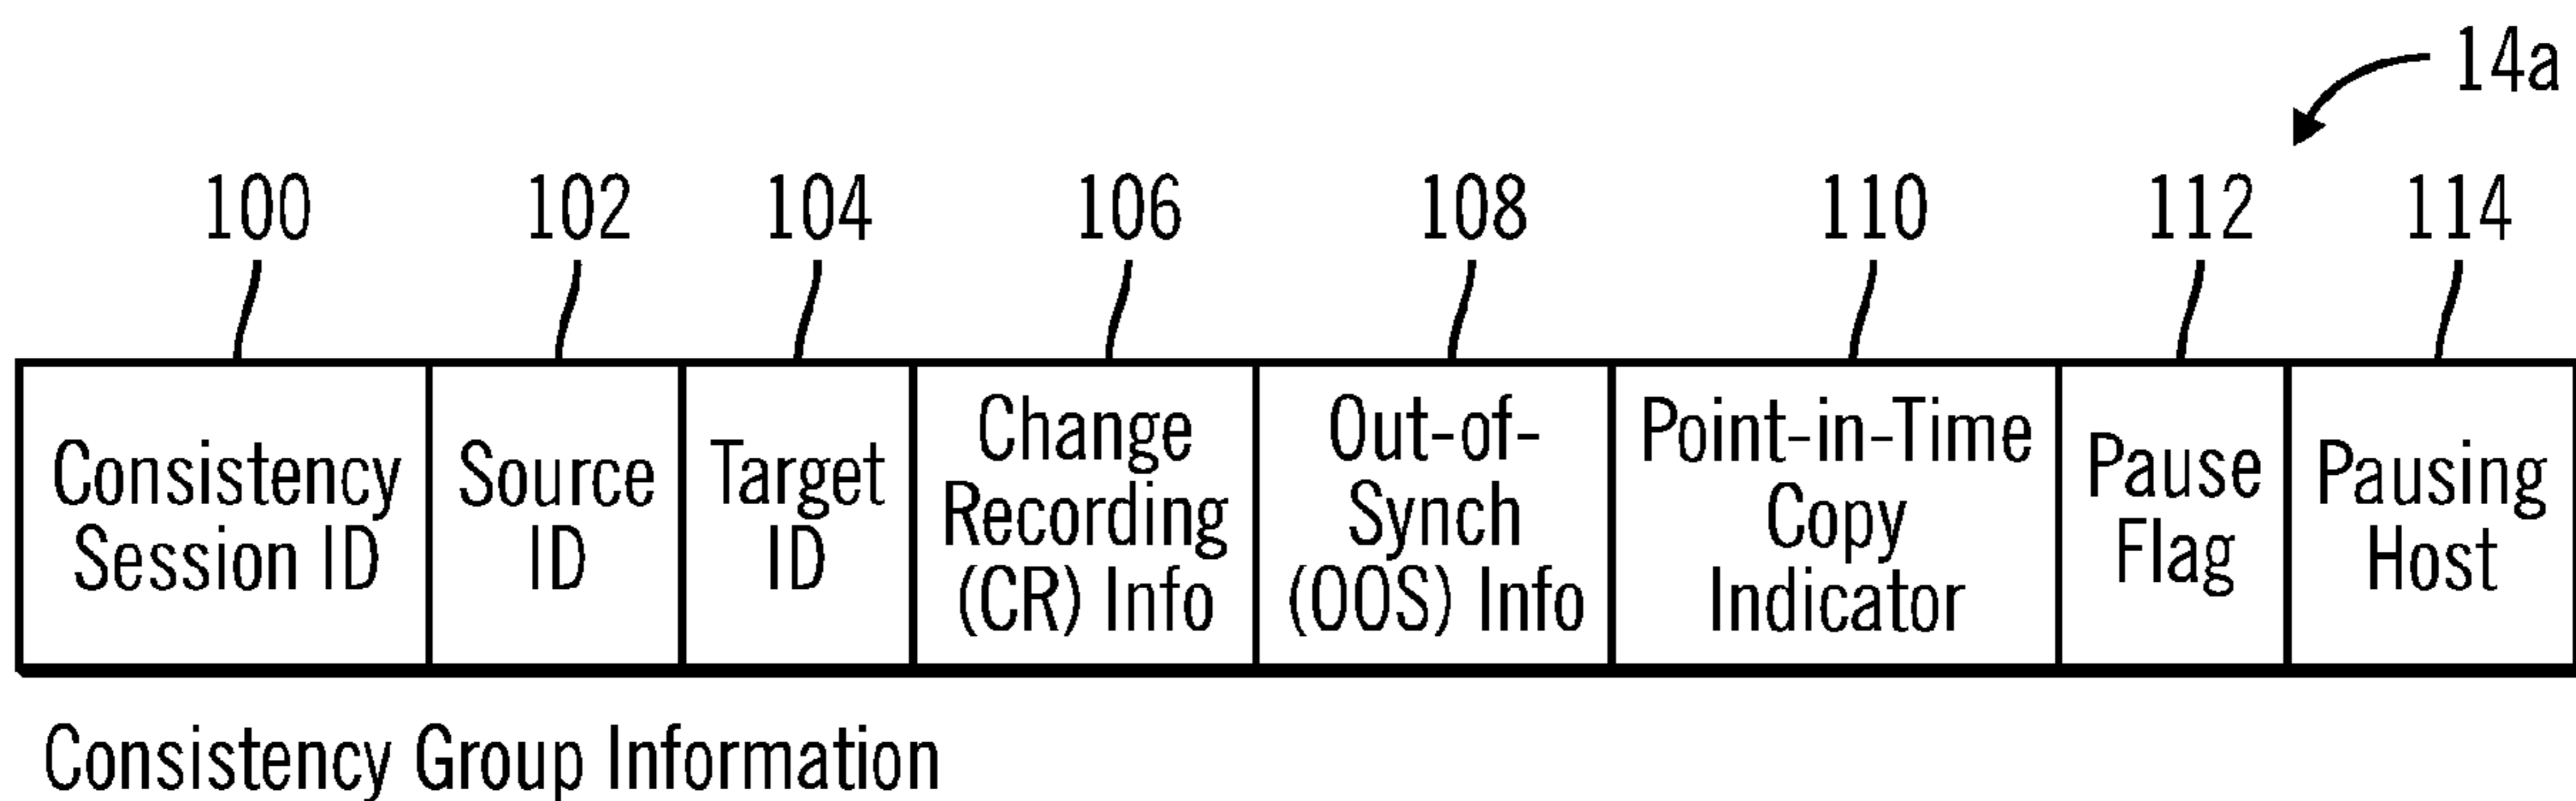 14a
100 102 104 106 108 110 112 114
Consistency
Session ID
Source
ID
Target
ID
Change
Recording
(CR) Info
Out-of-
Synch
(OOS) Info
Point-in-Time
Copy
Indicator
Pause
Flag
Pausing
Host
Consistency Group Information